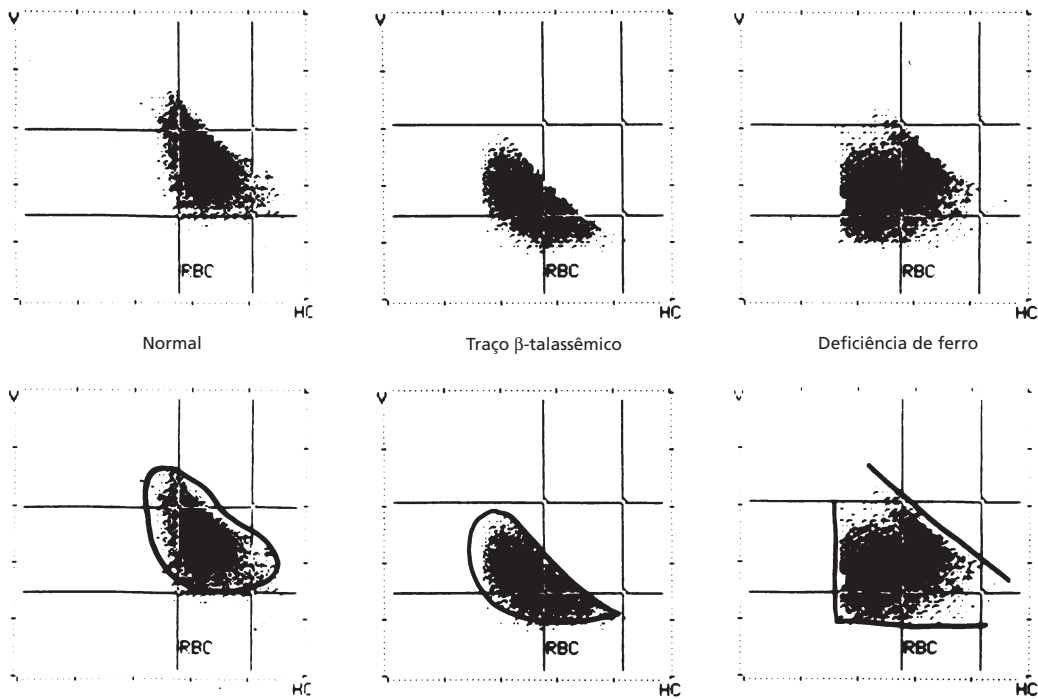 V V V
RBC RBC RBC
HC HC HC
Normal Traço β-talassêmico Deficiência de ferro
V V V
RBC RBC RBC
HC HC HC